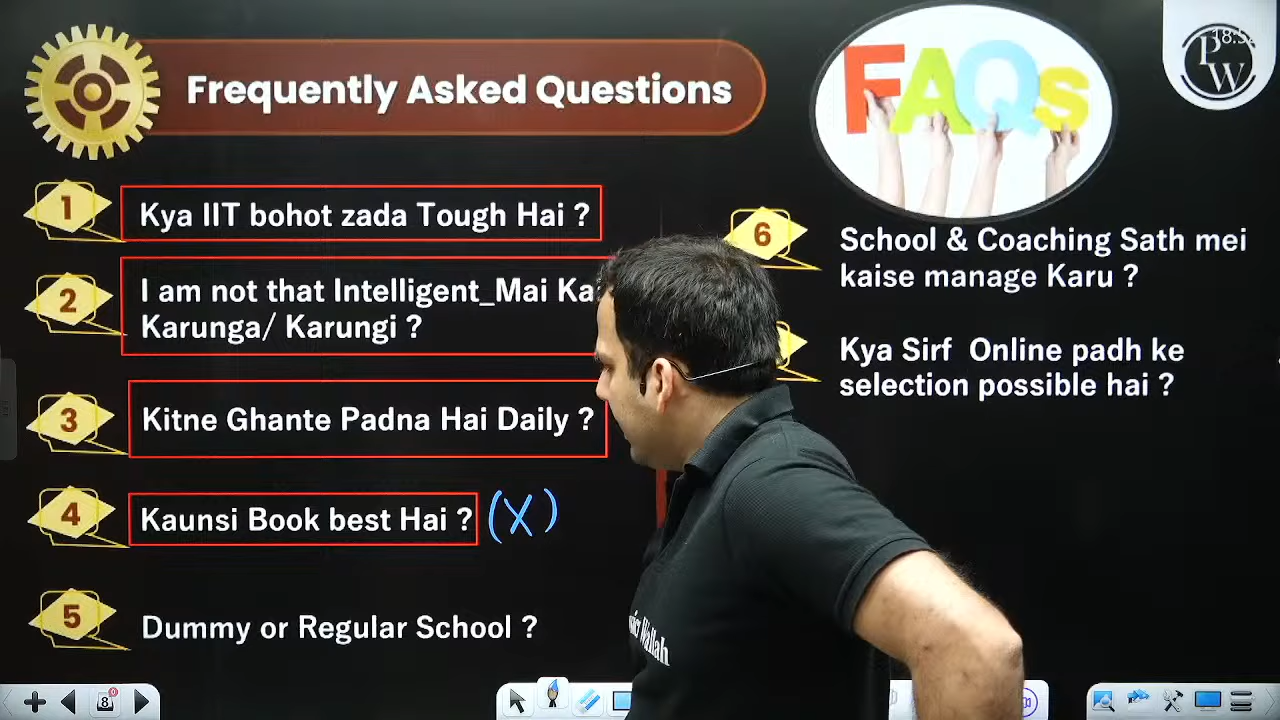 Frequently Asked Questions
FAQs
PW
1
Kya IIT bohot zada Tough Hai ?
2
I am not that Intelligent_Mai
Karunga/ Karungi ?
3
Kitne Ghante Padna Hai Daily ?
4
Kaunsi Book best Hai ? (X)
5
Dummy or Regular School ?
6
School & Coaching Sath mei
kaise manage Karu ?
Kya Sirf Online padh ke
selection possible hai ?
Wallah
8